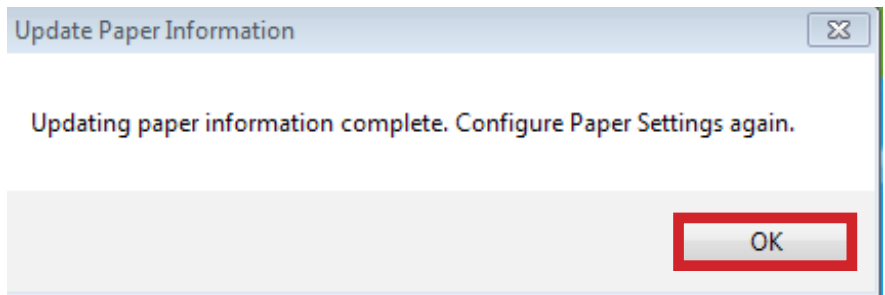 Update Paper Information
Updating paper information complete. Configure Paper Settings again.
OK